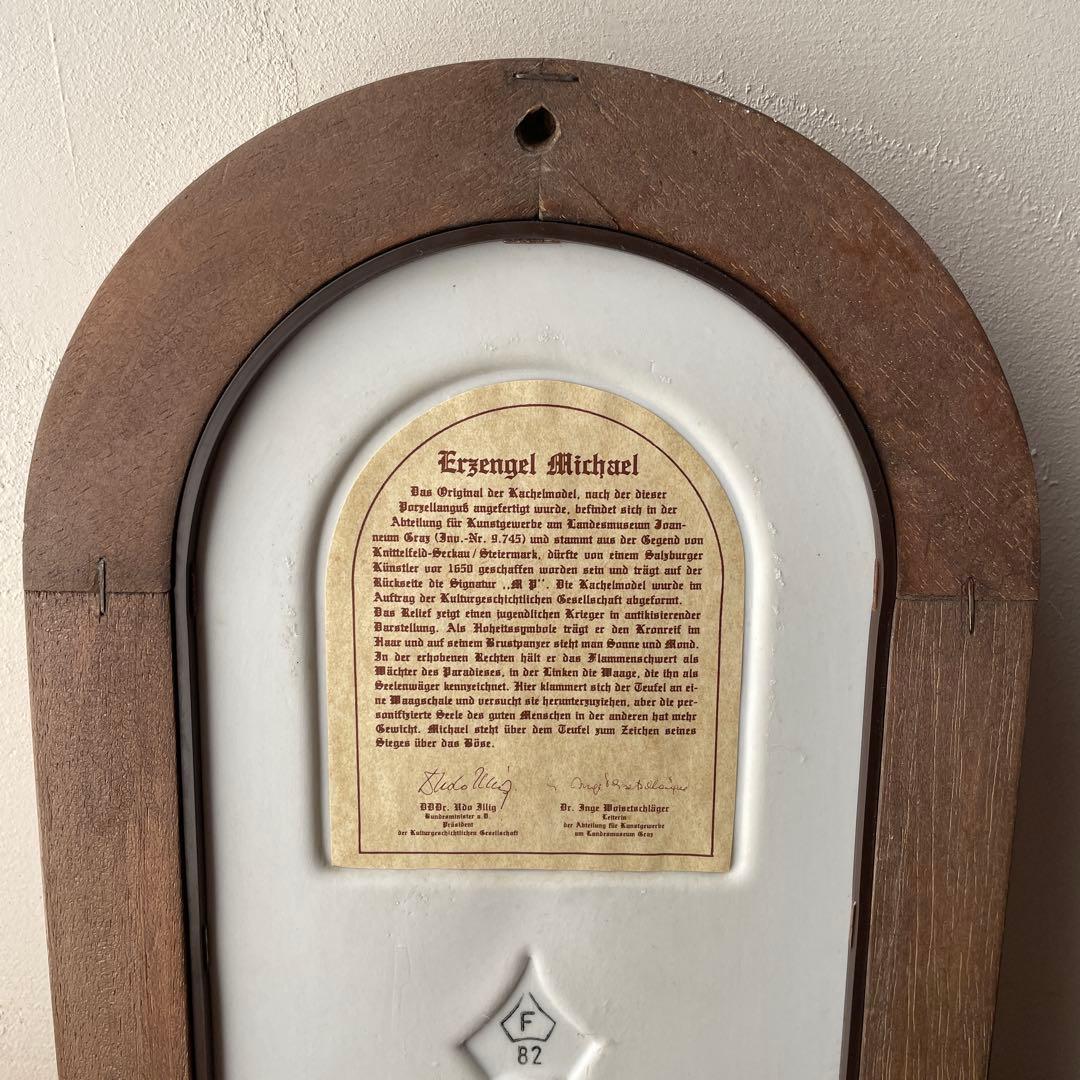 Erzengel Michael
Das Original der Kachelmodel, nach der dieser
Porzellanguß angefertigt wurde, befindet sich in der
Abteilung für Kunstgewerbe am Landesmuseum Joan-
neum Graz (Inv.-Nr. 9.745) und stammt aus der Gegend von
Knittelfeld-Seckau/Steiermark, dürfte von einem Salzburger
Künstler vor 1650 geschaffen worden sein und trägt auf der
Rückseite die Signatur „M P". Die Kachelmodel wurde im
Auftrag der Kulturgeschichtlichen Gesellschaft abgeformt.
Das Relief zeigt einen jugendlichen Krieger in antikisierender
Darstellung. Als Hoheitssymbole trägt er den Kronreif im
Haar und auf seinem Brustpanzer sieht man Sonne und Mond.
In der erhobenen Rechten hält er das Flammenschwert als
Wächter des Paradieses, in der Linken die Waage, die ihn als
Seelenwäger kennzeichnet. Hier klammert sich der Teufel an ei-
ne Waagschale und versucht sie herunterzuziehen, aber die per-
sonifizierte Seele des guten Menschen in der anderen hat mehr
Gewicht. Michael steht über dem Teufel zum Zeichen seines
Sieges über das Böse.
DDDr. Udo Illig
Bundesminister a.D.
Präsident
der Kulturgeschichtlichen Gesellschaft
Dr. Inge Woisetschläger
Leiterin
der Abteilung für Kunstgewerbe
am Landesmuseum Graz
F
82